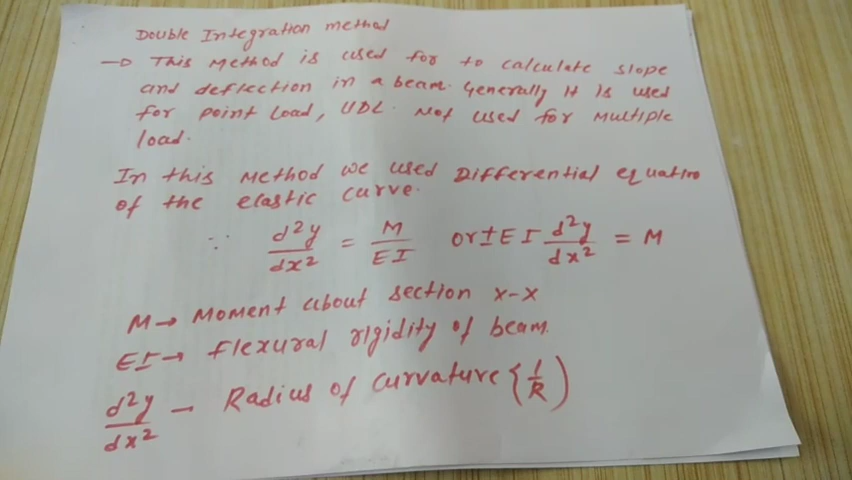 Double Integration method
→ This method is used for to calculate slope
and deflection in a beam. Generally it is used
for point load, UDL. Not used for multiple
load.
In this method we used Differential equation
of the elastic curve.
∵ d²y/dx² = M/EI or ± EI d²y/dx² = M
M → Moment about section x-x
EI → Flexural rigidity of beam.
d²y/dx² → Radius of curvature {1/R}